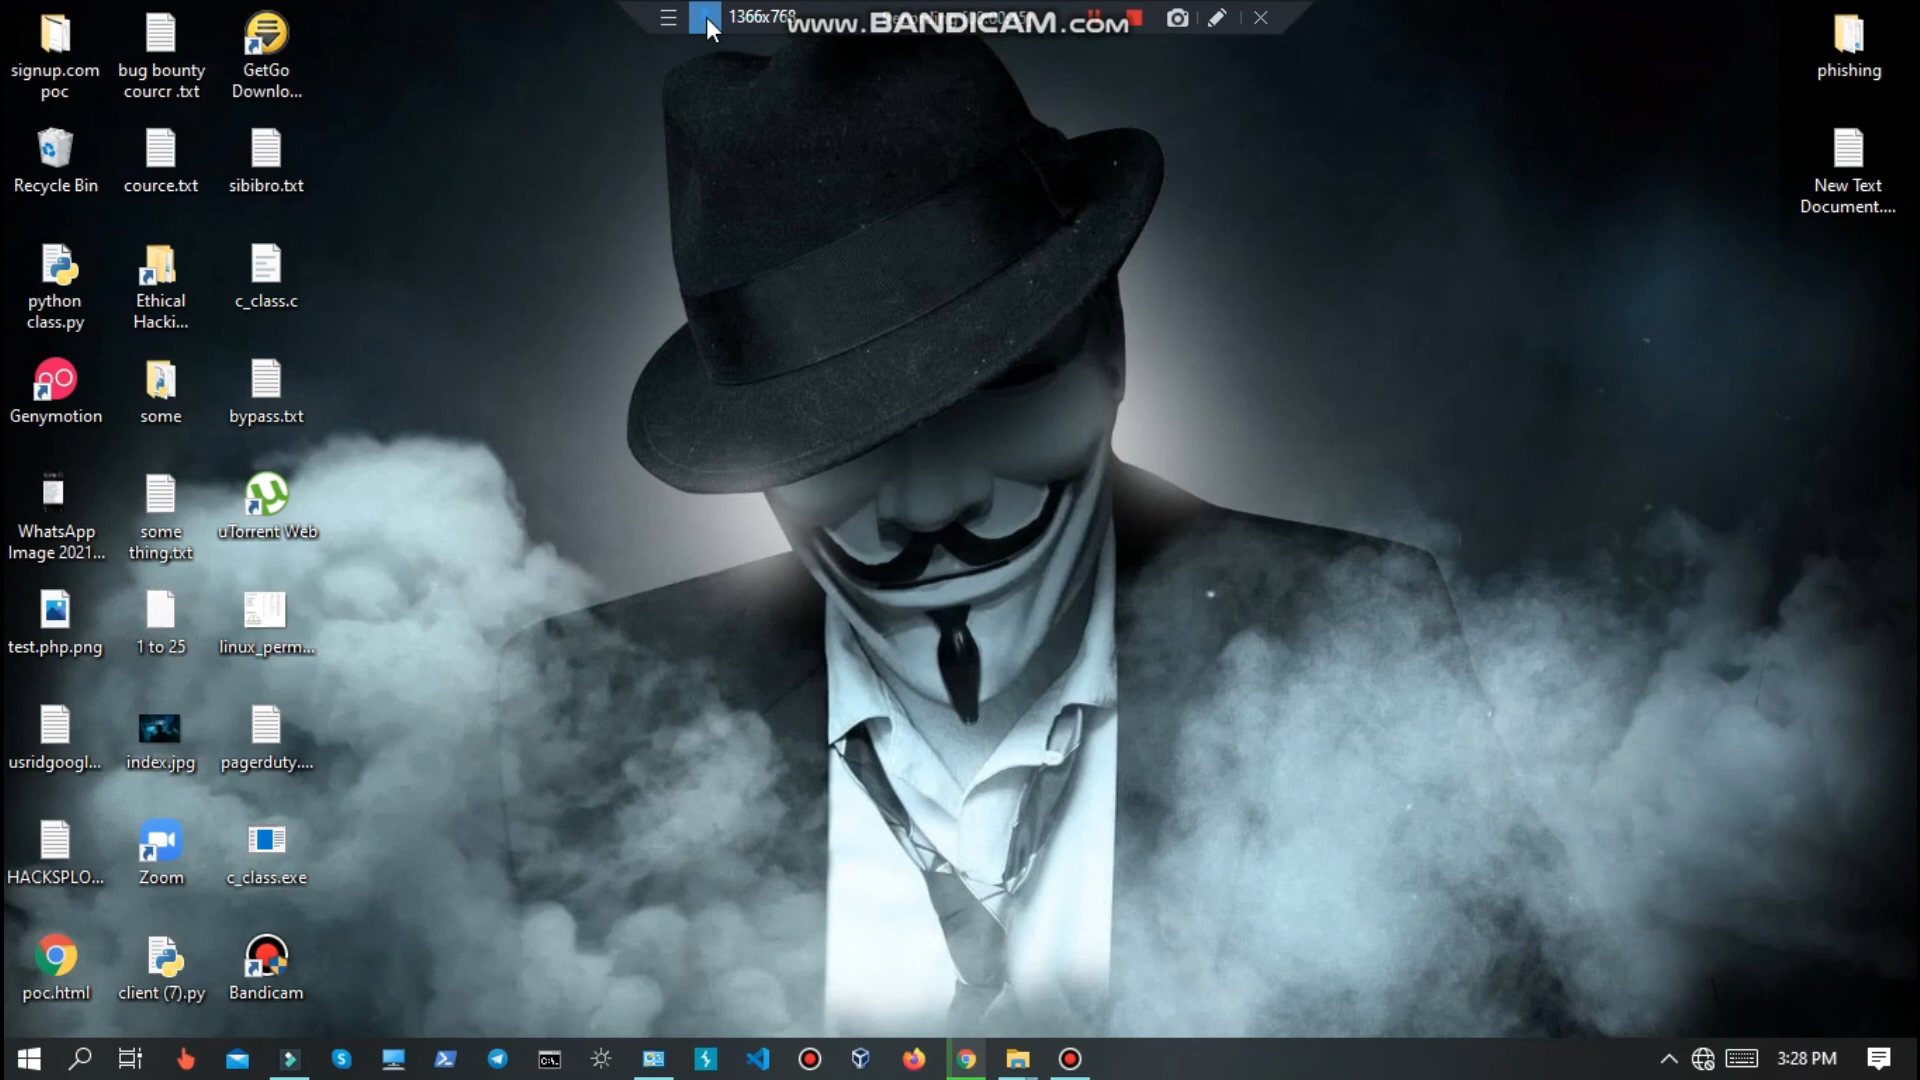 1366x768
www.BANDICAM.com
signup.com
poc
bug bounty
courcr .txt
GetGo
Downlo...
phishing
Recycle Bin
cource.txt
sibibro.txt
New Text
Document....
python
class.py
Ethical
Hacki...
c_class.c
Genymotion
some
bypass.txt
WhatsApp
Image 2021...
some
thing.txt
uTorrent Web
test.php.png
1 to 25
linux_perm...
usridgoogl...
index.jpg
pagerduty....
HACKSPLO...
Zoom
c_class.exe
poc.html
client (7).py
Bandicam
3:28 PM